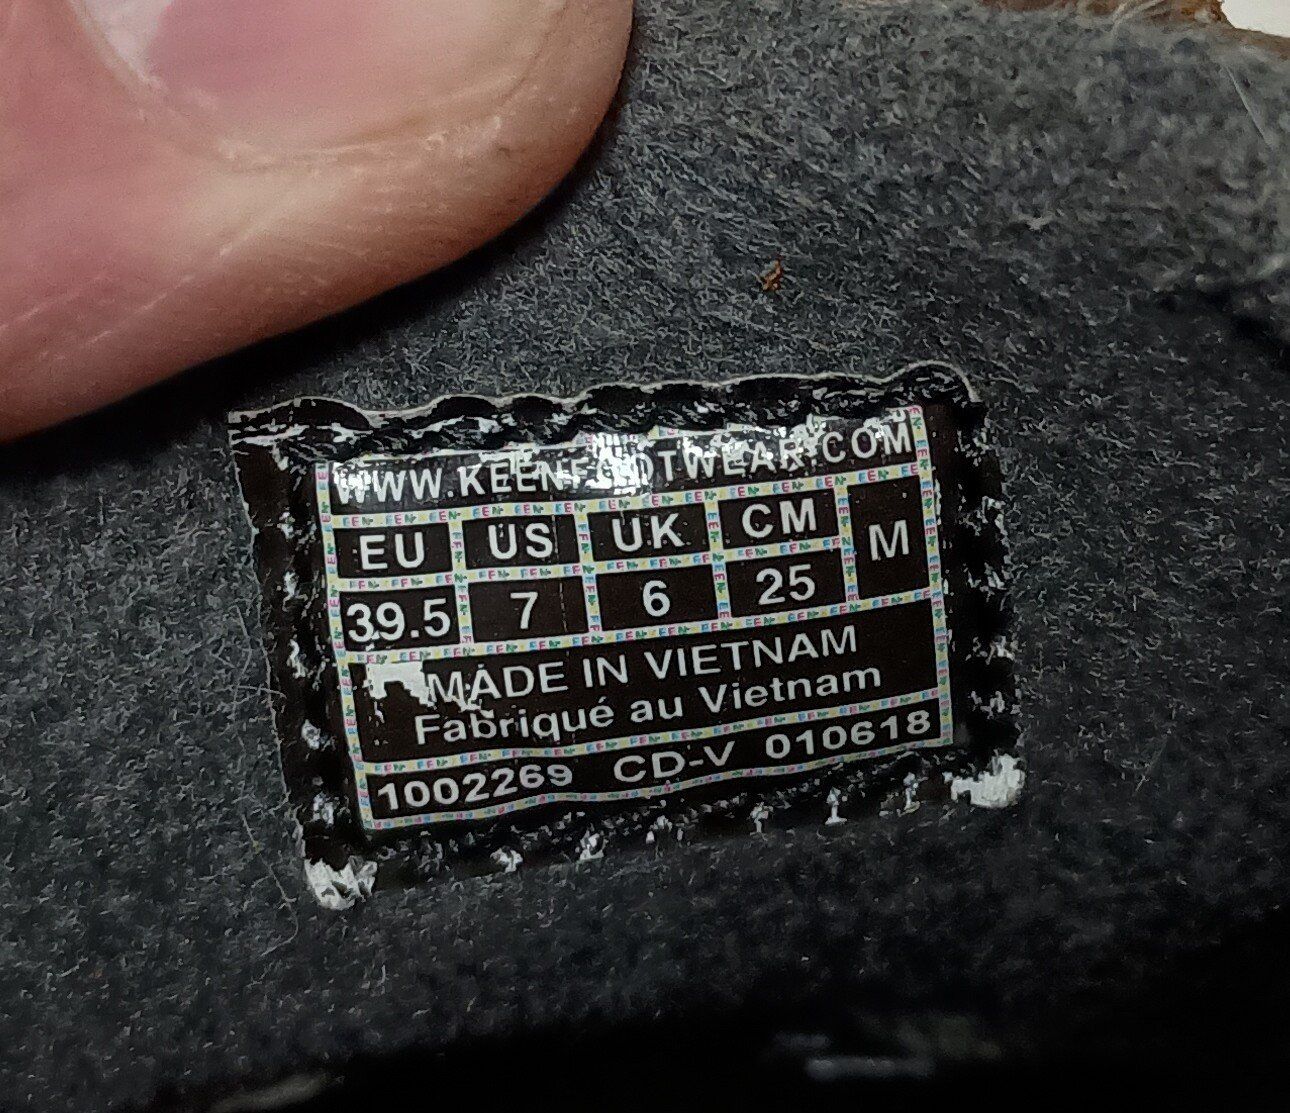 WWW.KEENFOOTWEAR.COM
EU US UK CM M
39.5 7 6 25
MADE IN VIETNAM
Fabriqué au Vietnam
1002269 CD-V 010618